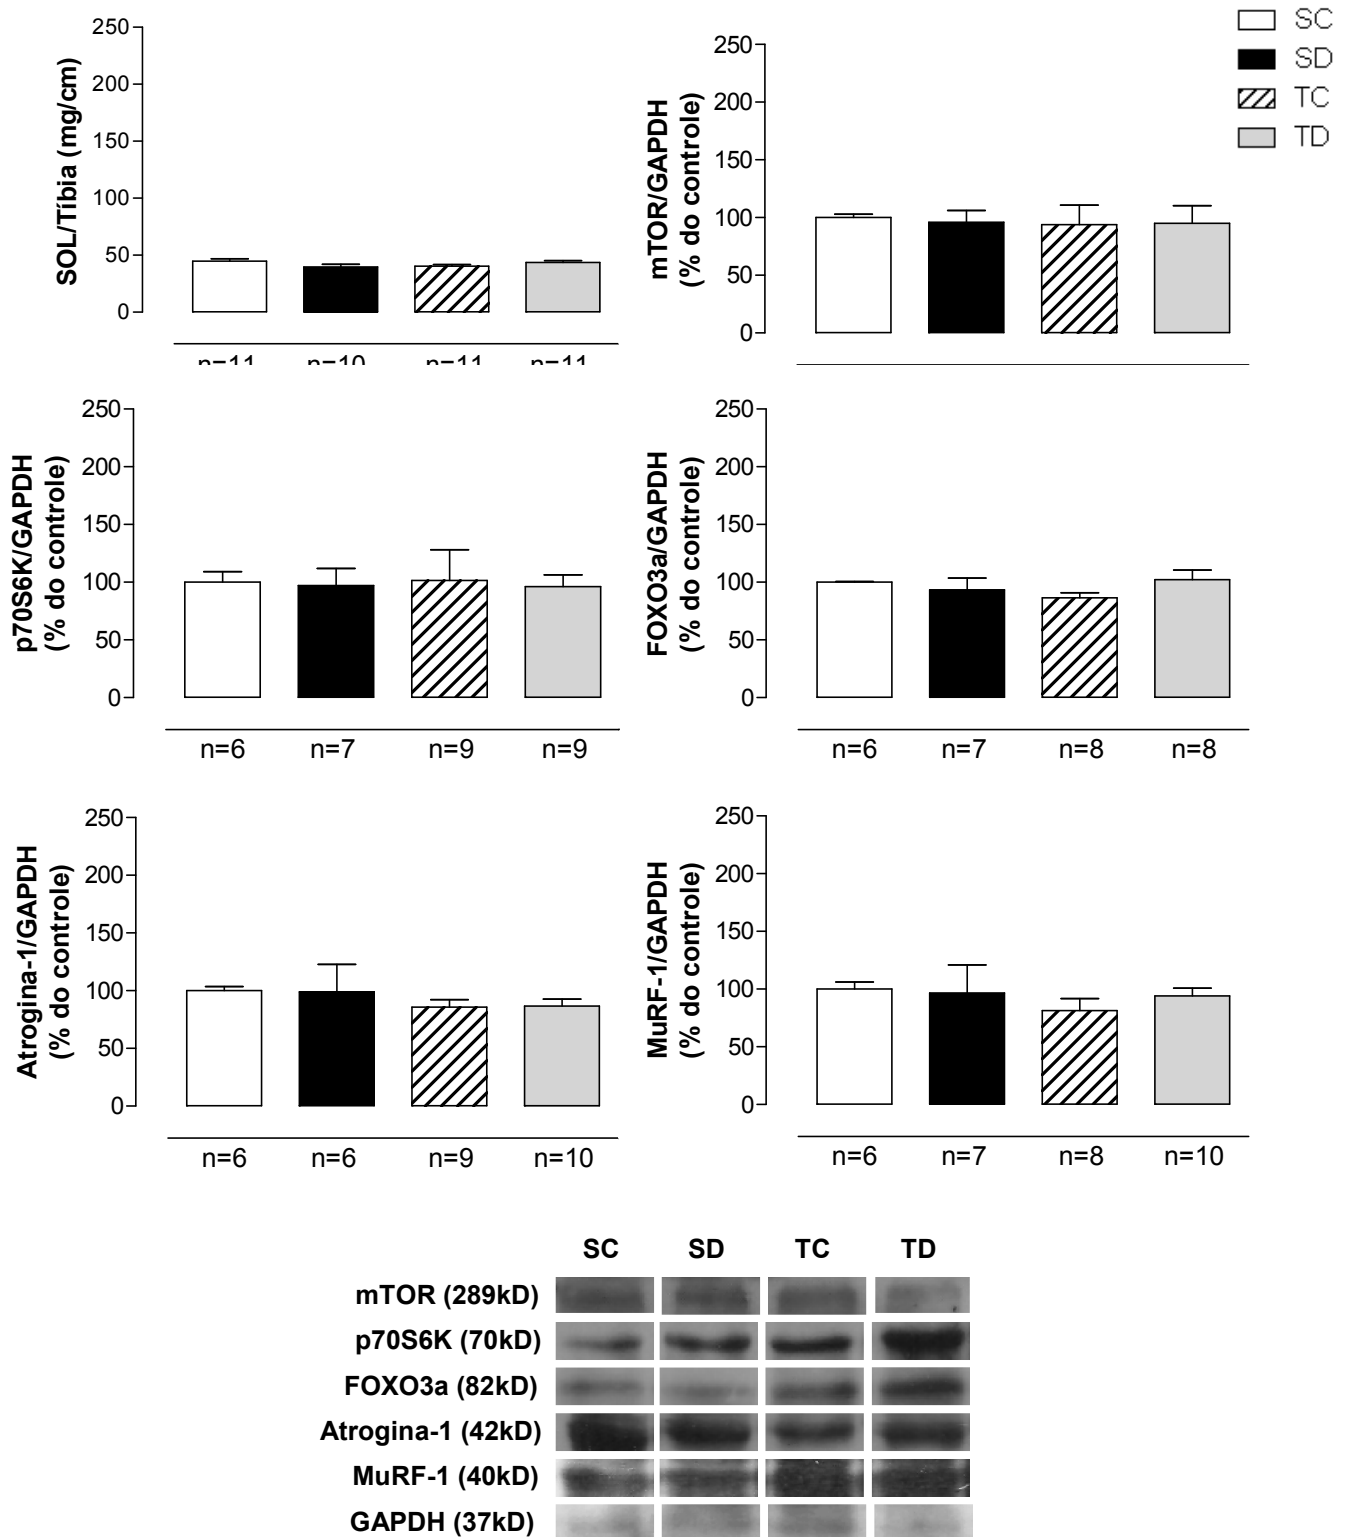 SC
SD
TC
TD
SOL/Tíbia (mg/cm)
250
200
150
100
50
0
n=11 n=10 n=11 n=11
mTOR/GAPDH
(% do controle)
250
200
150
100
50
0
p70S6K/GAPDH
(% do controle)
250
200
150
100
50
0
n=6 n=7 n=9 n=9
FOXO3a/GAPDH
(% do controle)
250
200
150
100
50
0
n=6 n=7 n=8 n=8
Atrogina-1/GAPDH
(% do controle)
250
200
150
100
50
0
n=6 n=6 n=9 n=10
MuRF-1/GAPDH
(% do controle)
250
200
150
100
50
0
n=6 n=7 n=8 n=10
SC SD TC TD
mTOR (289kD)
p70S6K (70kD)
FOXO3a (82kD)
Atrogina-1 (42kD)
MuRF-1 (40kD)
GAPDH (37kD)